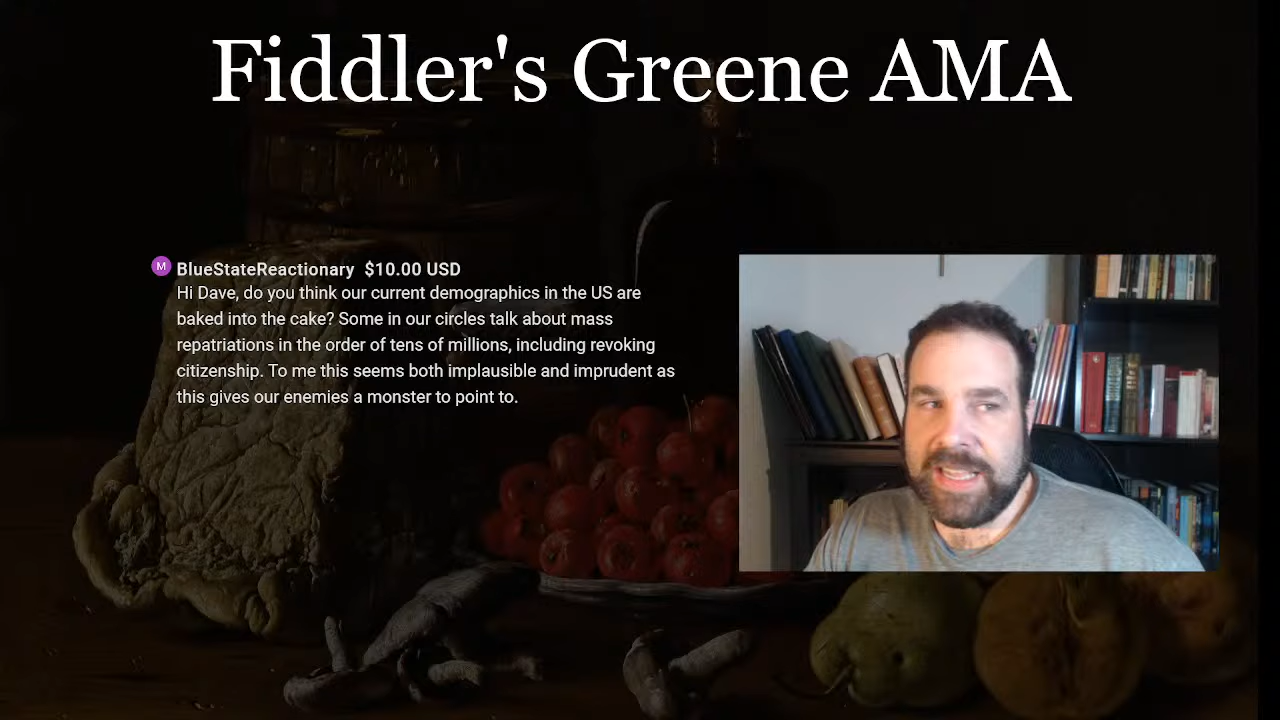 Fiddler's Greene AMA
M
BlueStateReactionary $10.00 USD
Hi Dave, do you think our current demographics in the US are
baked into the cake? Some in our circles talk about mass
repatriations in the order of tens of millions, including revoking
citizenship. To me this seems both implausible and imprudent as
this gives our enemies a monster to point to.